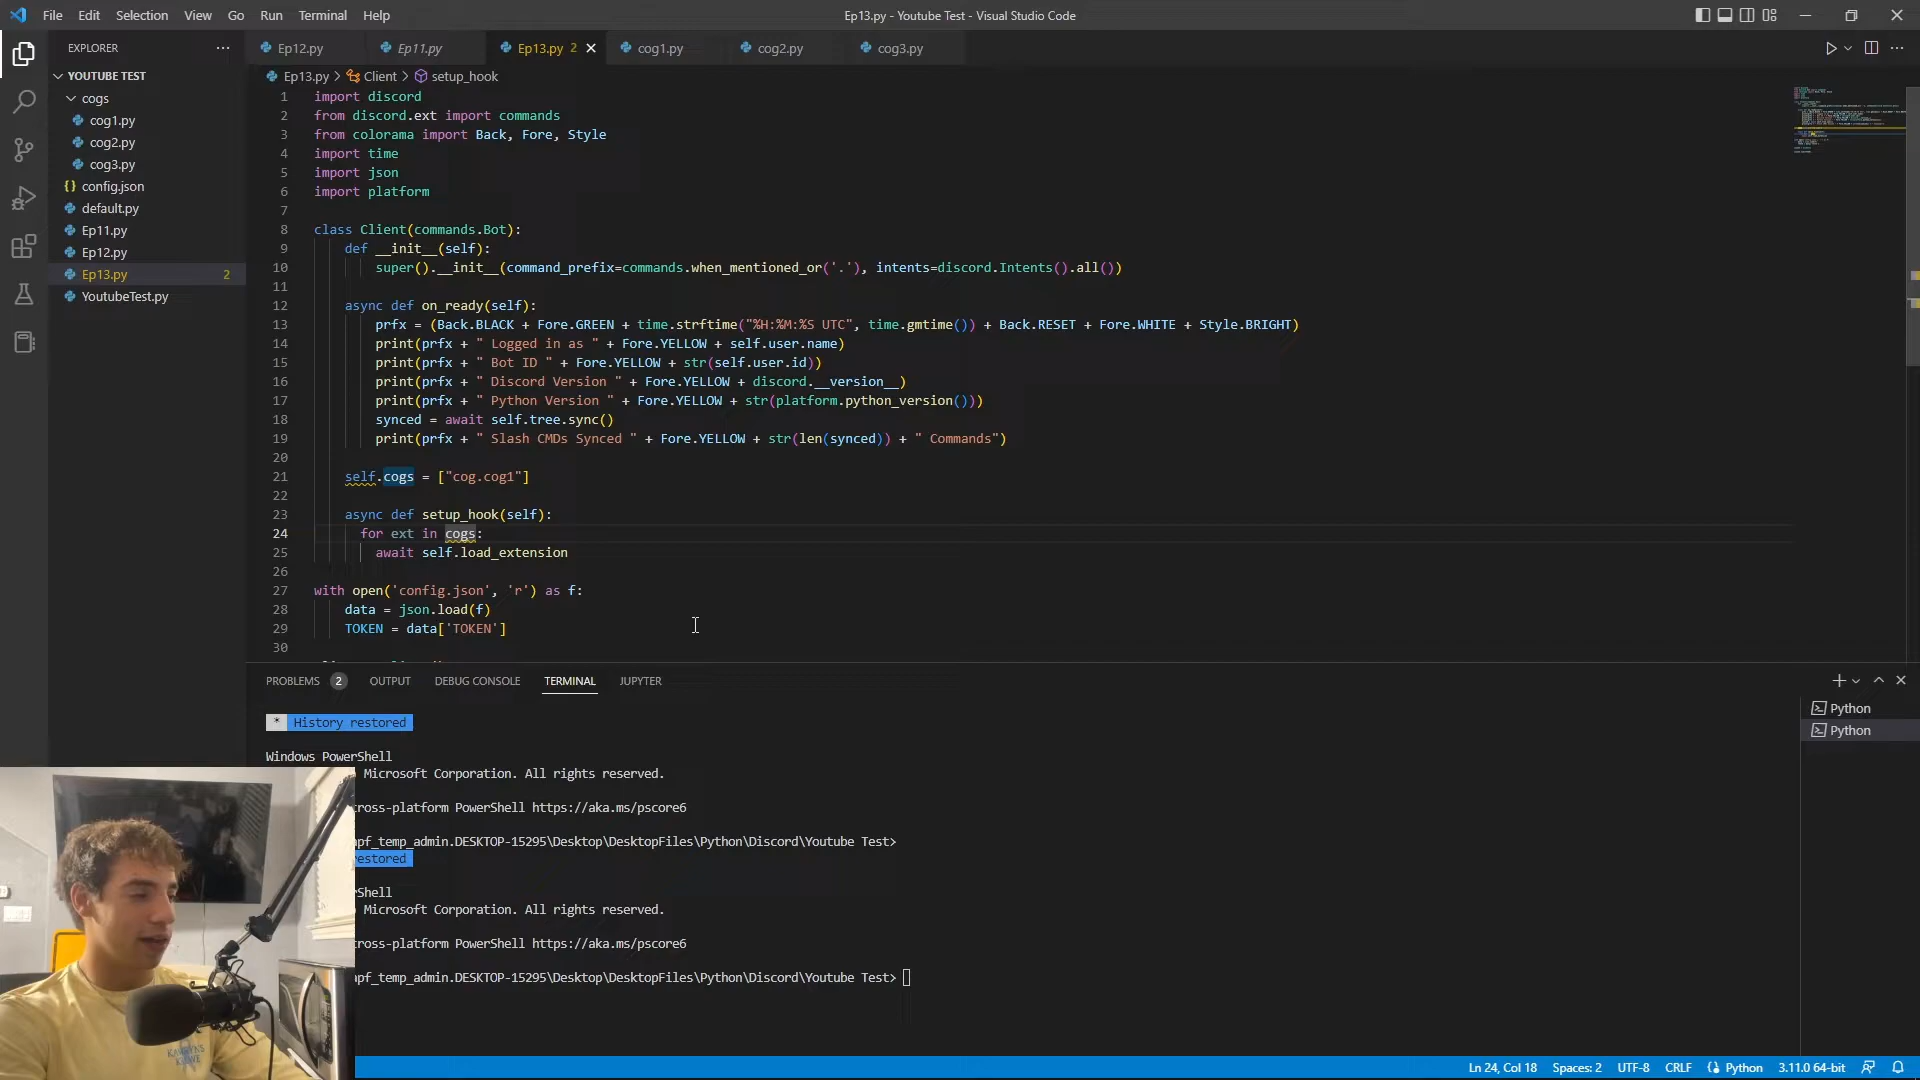 File Edit Selection View Go Run Terminal Help
Ep13.py - Youtube Test - Visual Studio Code
EXPLORER
YOUTUBE TEST
cogs
cog1.py
cog2.py
cog3.py
config.json
default.py
Ep11.py
Ep12.py
Ep13.py 2
YoutubeTest.py
Ep12.py Ep11.py Ep13.py 2 cog1.py cog2.py cog3.py
Ep13.py > Client > setup_hook
1 import discord
2 from discord.ext import commands
3 from colorama import Back, Fore, Style
4 import time
5 import json
6 import platform
7
8 class Client(commands.Bot):
9 def __init__(self):
10 super().__init__(command_prefix=commands.when_mentioned_or('.'), intents=discord.Intents().all())
11
12 async def on_ready(self):
13 prfx = (Back.BLACK + Fore.GREEN + time.strftime("%H:%M:%S UTC", time.gmtime()) + Back.RESET + Fore.WHITE + Style.BRIGHT)
14 print(prfx + " Logged in as " + Fore.YELLOW + self.user.name)
15 print(prfx + " Bot ID " + Fore.YELLOW + str(self.user.id))
16 print(prfx + " Discord Version " + Fore.YELLOW + discord.__version__)
17 print(prfx + " Python Version " + Fore.YELLOW + str(platform.python_version()))
18 synced = await self.tree.sync()
19 print(prfx + " Slash CMDs Synced " + Fore.YELLOW + str(len(synced)) + " Commands")
20
21 self.cogs = ["cog.cog1"]
22
23 async def setup_hook(self):
24 for ext in cogs:
25 await self.load_extension
26
27 with open('config.json', 'r') as f:
28 data = json.load(f)
29 TOKEN = data['TOKEN']
30
PROBLEMS 2 OUTPUT DEBUG CONSOLE TERMINAL JUPYTER
* History restored
Windows PowerShell
Microsoft Corporation. All rights reserved.
ross-platform PowerShell https://aka.ms/pscore6
pf_temp_admin.DESKTOP-15295\Desktop\DesktopFiles\Python\Discord\Youtube Test>
estored
Shell
Microsoft Corporation. All rights reserved.
ross-platform PowerShell https://aka.ms/pscore6
pf_temp_admin.DESKTOP-15295\Desktop\DesktopFiles\Python\Discord\Youtube Test>
Python
Python
Ln 24, Col 18 Spaces: 2 UTF-8 CRLF Python 3.11.0 64-bit